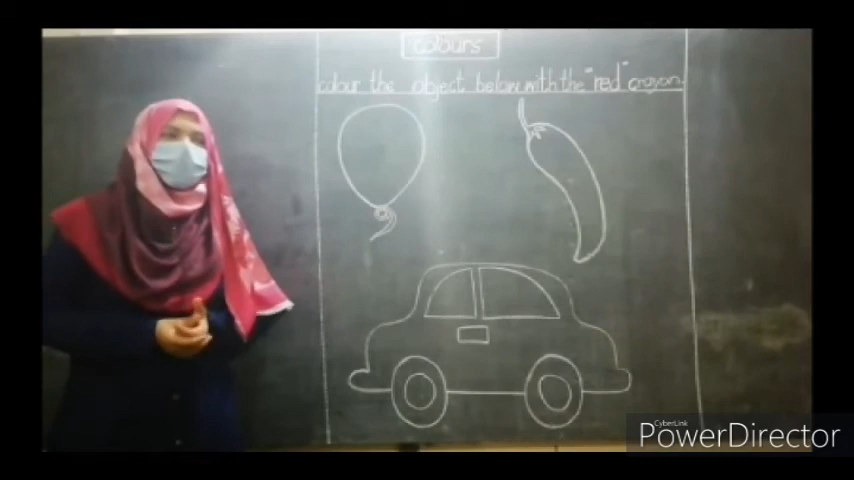 colours
colour the object below with the "red" crayon.
CyberLink
PowerDirector